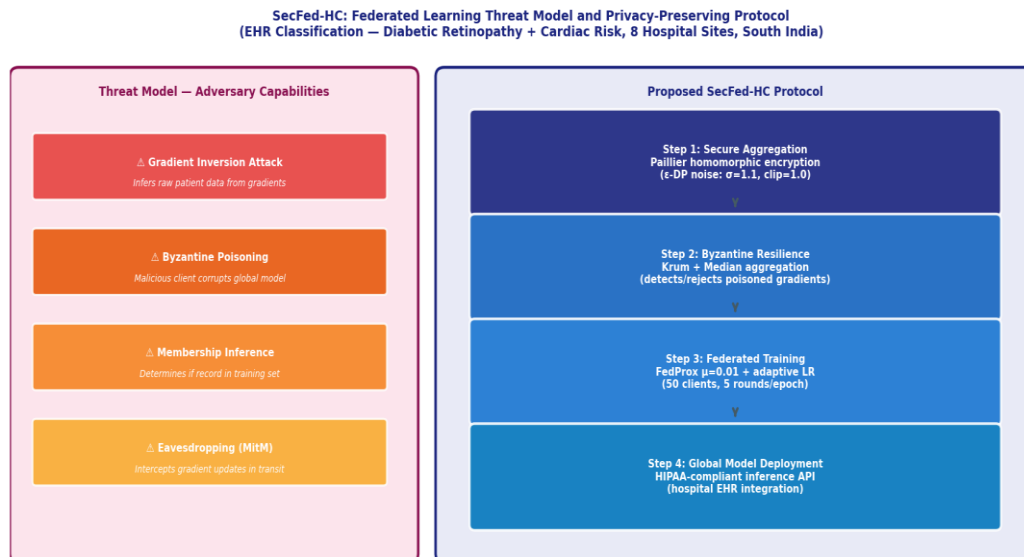 SecFed-HC: Federated Learning Threat Model and Privacy-Preserving Protocol
(EHR Classification — Diabetic Retinopathy + Cardiac Risk, 8 Hospital Sites, South India)
Threat Model — Adversary Capabilities
⚠ Gradient Inversion Attack
Infers raw patient data from gradients
⚠ Byzantine Poisoning
Malicious client corrupts global model
⚠ Membership Inference
Determines if record in training set
⚠ Eavesdropping (MitM)
Intercepts gradient updates in transit
Proposed SecFed-HC Protocol
Step 1: Secure Aggregation
Paillier homomorphic encryption
(ε-DP noise: σ=1.1, clip=1.0)
Step 2: Byzantine Resilience
Krum + Median aggregation
(detects/rejects poisoned gradients)
Step 3: Federated Training
FedProx μ=0.01 + adaptive LR
(50 clients, 5 rounds/epoch)
Step 4: Global Model Deployment
HIPAA-compliant inference API
(hospital EHR integration)